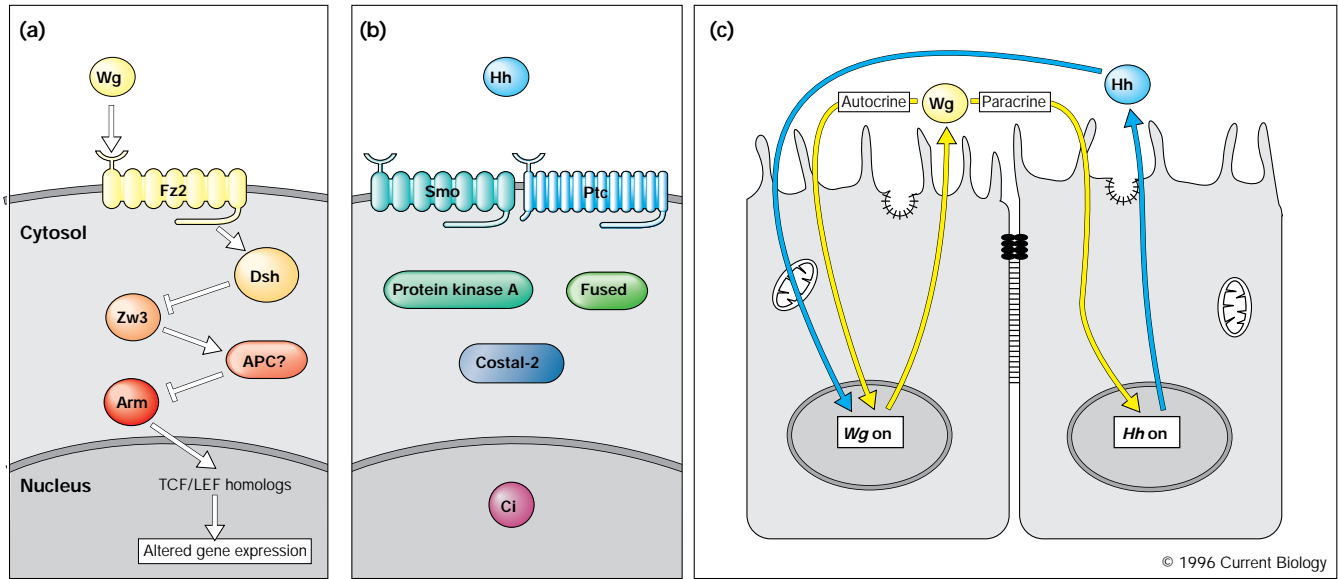 (a)
Wg
Fz2
Cytosol
Dsh
Zw3
APC?
Arm
Nucleus
TCF/LEF homologs
Altered gene expression
(b)
Hh
Smo
Ptc
Protein kinase A
Fused
Costal-2
Ci
(c)
Hh
Autocrine
Wg
Paracrine
Wg on
Hh on
© 1996 Current Biology